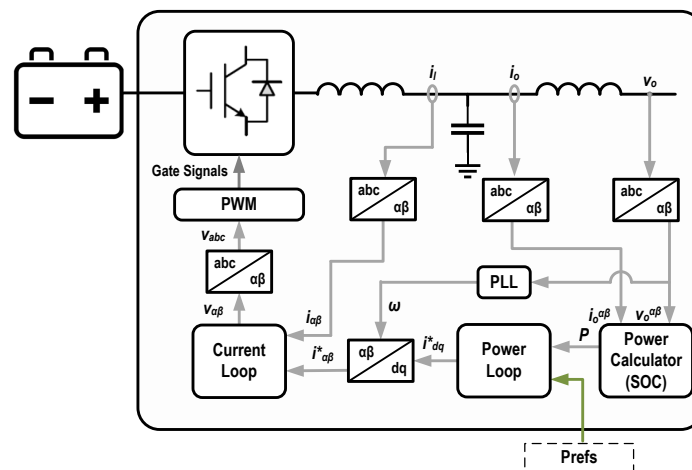 i_l
i_o
v_o
Gate Signals
abc
αβ
abc
αβ
abc
αβ
PWM
v_abc
abc
αβ
PLL
v_αβ
i_αβ
ω
i_o^αβ
v_o^αβ
Current
Loop
i*_αβ
αβ
dq
i*_dq
Power
Loop
P
Power
Calculator
(SOC)
Prefs